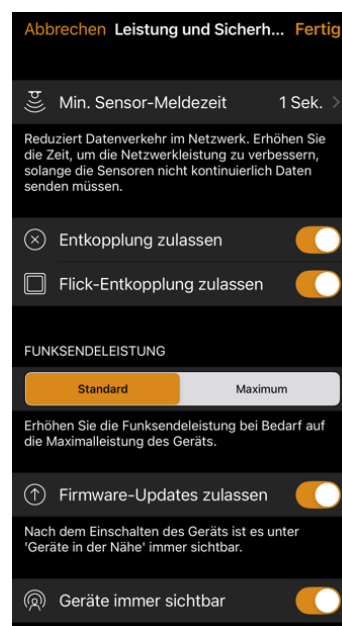 Abbrechen Leistung und Sicherh... Fertig
Min. Sensor-Meldezeit 1 Sek.
Reduziert Datenverkehr im Netzwerk. Erhöhen Sie
die Zeit, um die Netzwerkleistung zu verbessern,
solange die Sensoren nicht kontinuierlich Daten
senden müssen.
Entkopplung zulassen
Flick-Entkopplung zulassen
FUNKSENDELEISTUNG
Standard Maximum
Erhöhen Sie die Funksendeleistung bei Bedarf auf
die Maximalleistung des Geräts.
Firmware-Updates zulassen
Nach dem Einschalten des Geräts ist es unter
'Geräte in der Nähe' immer sichtbar.
Geräte immer sichtbar